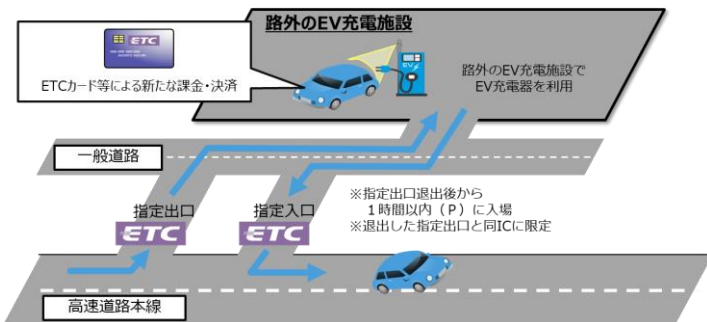 路外のEV充電施設
ETC
ETCカード等による新たな課金・決済
路外のEV充電施設で
EV充電器を利用
一般道路
指定出口
ETC
指定入口
ETC
※指定出口退出後から
1時間以内（P）に入場
※退出した指定出口と同ICに限定
高速道路本線